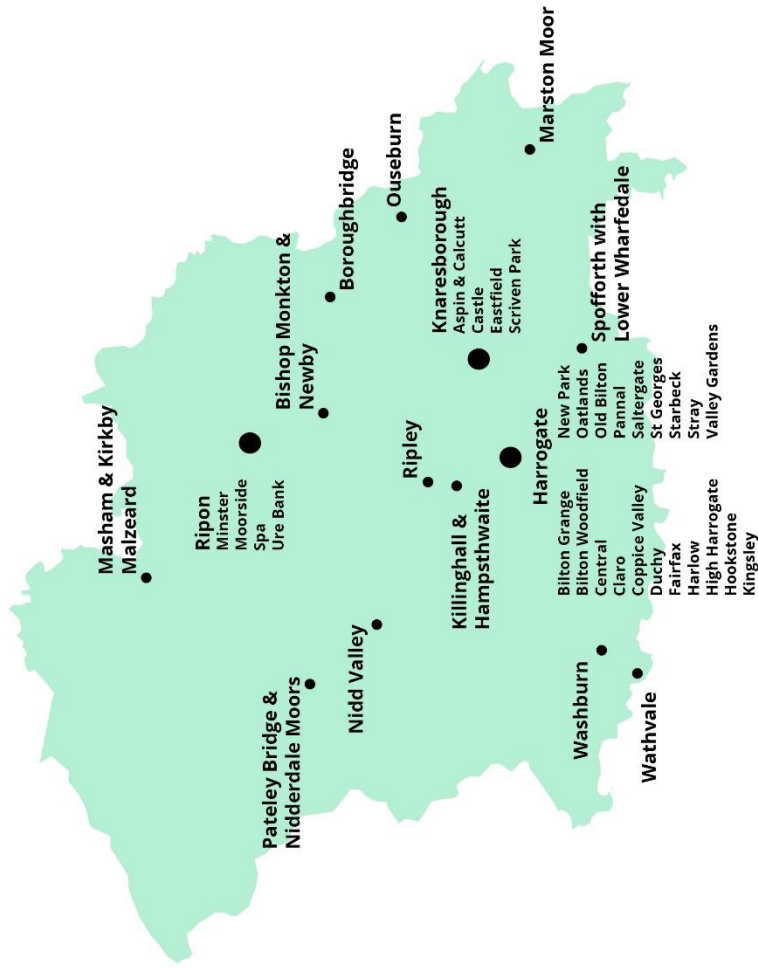 Masham & Kirkby
Malzeard
Ripon
Minster
Moorside
Spa
Ure Bank
Bishop Monkton &
Newby
Boroughbridge
Pateley Bridge &
Nidderdale Moors
Nidd Valley
Ouseburn
Ripley
Killinghall &
Hampsthwaite
Knaresborough
Aspin & Calcutt
Castle
Eastfield
Scriven Park
Marston Moor
Harrogate
Bilton Grange
Bilton Woodfield
Central
Claro
Coppice Valley
Duchy
Fairfax
Harlow
High Harrogate
Hookstone
Kingsley
New Park
Oatlands
Old Bilton
Pannal
Saltergate
St Georges
Starbeck
Stray
Valley Gardens
Spofforth with
Lower Wharfedale
Washburn
Wathvale